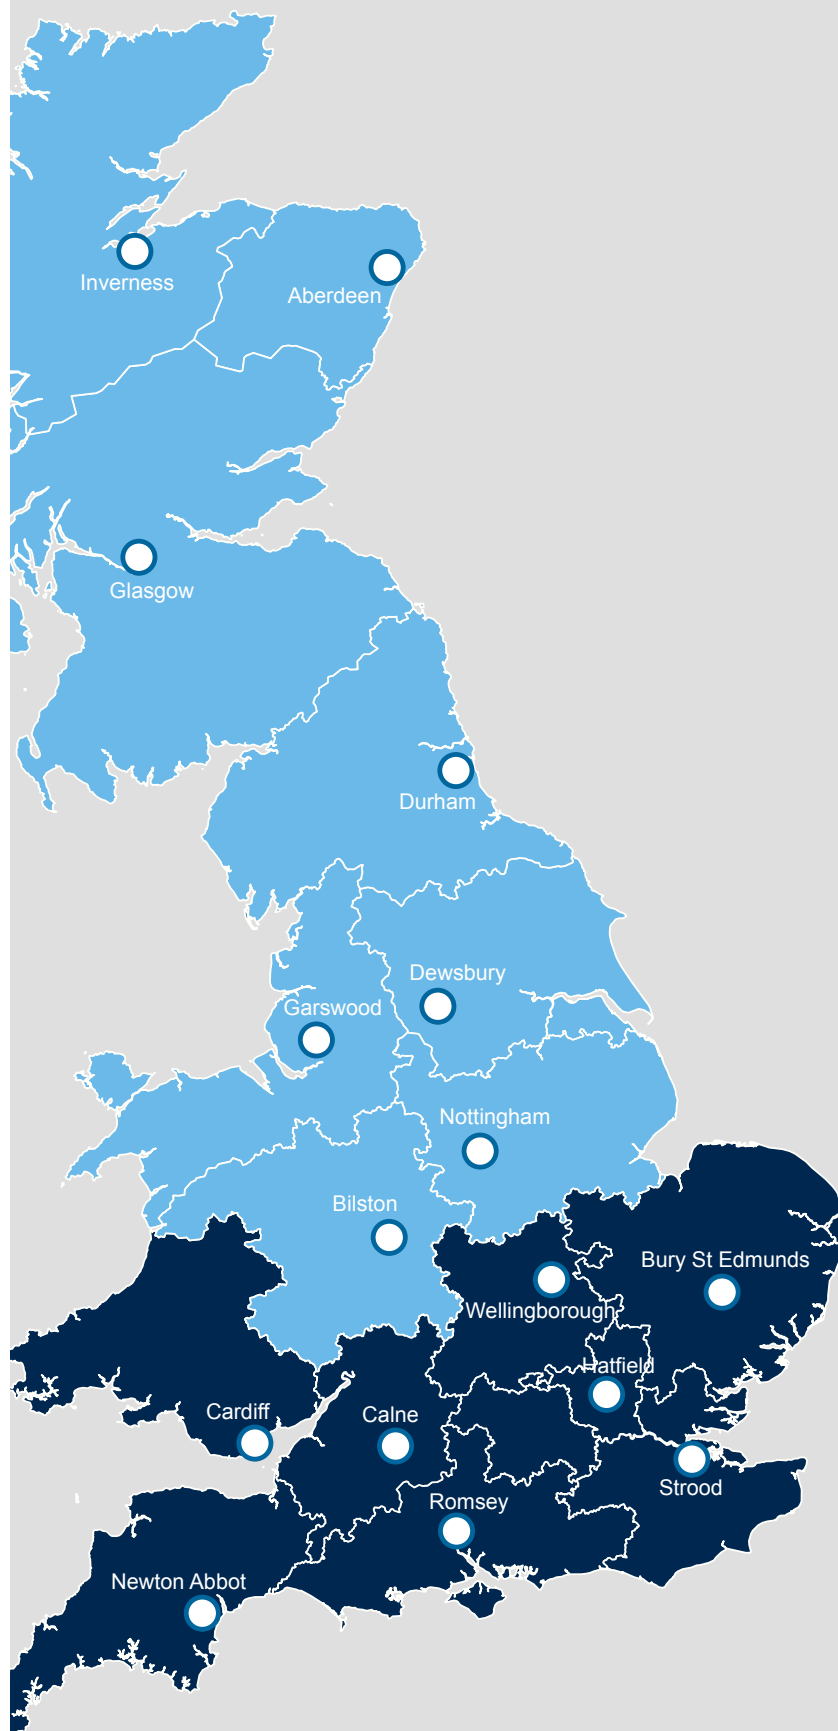 Inverness
Aberdeen
Glasgow
Durham
Dewsbury
Garswood
Nottingham
Bilston
Bury St Edmunds
Wellingborough
Hatfield
Cardiff
Calne
Strood
Romsey
Newton Abbot